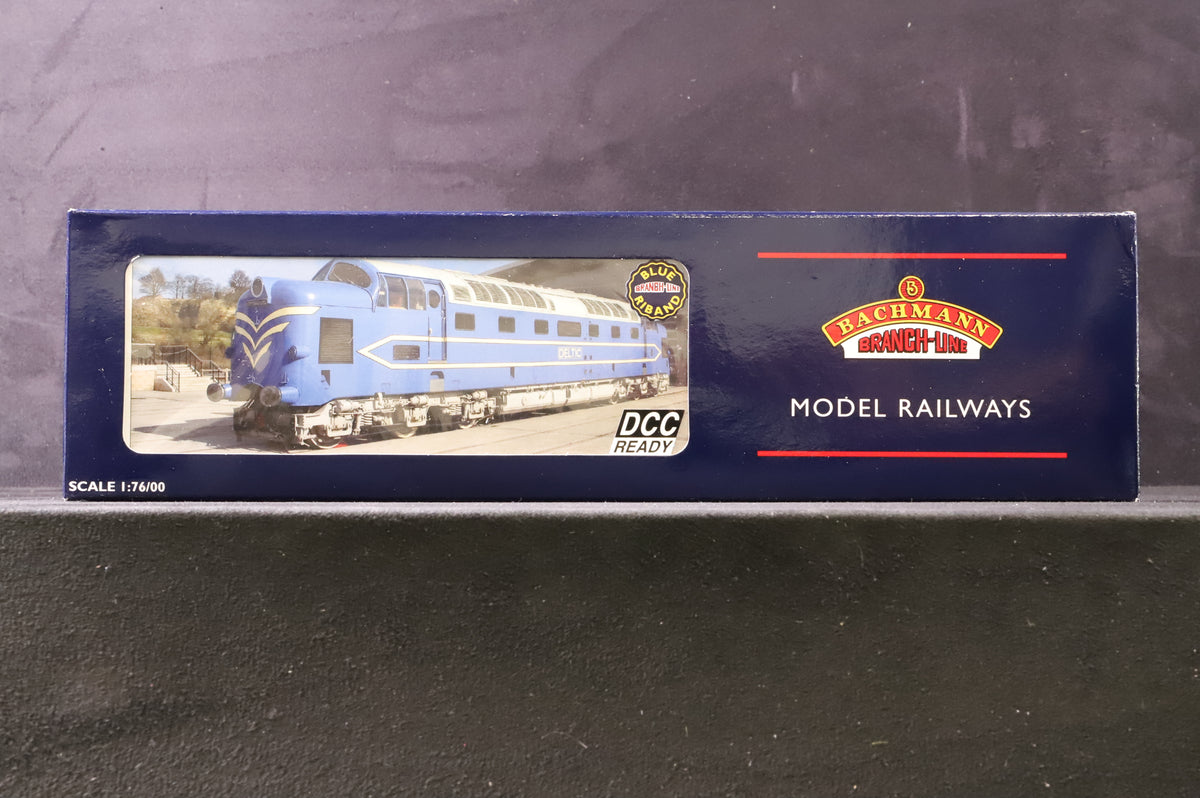 BLUE
BRANCH-LINE
RIBAND
DELTIC
DCC
READY
BACHMANN
BRANCH-LINE
MODEL RAILWAYS
SCALE 1:76/00